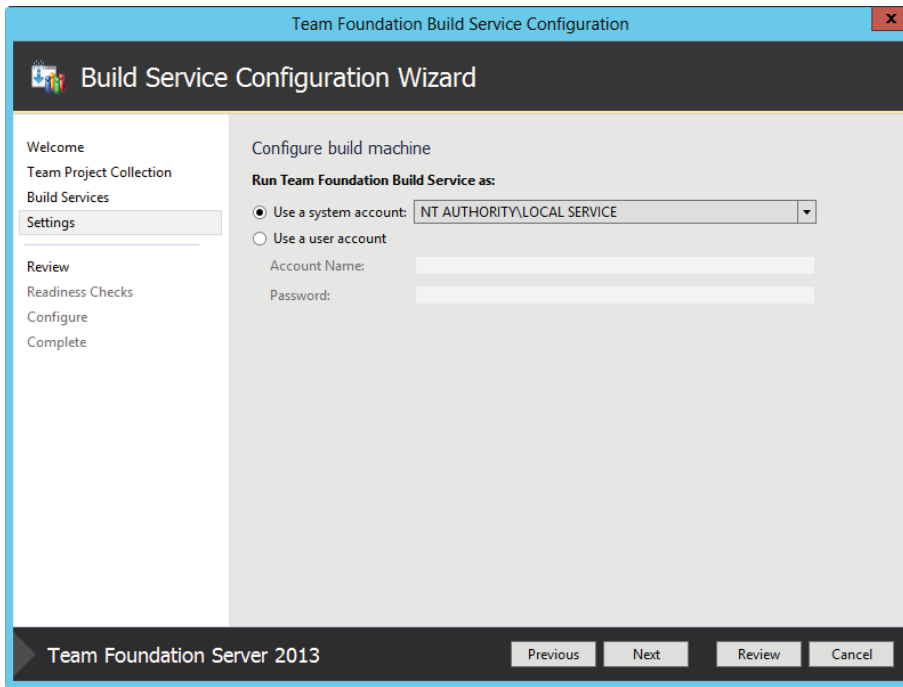 Team Foundation Build Service Configuration
x
Build Service Configuration Wizard
Welcome
Team Project Collection
Build Services
Settings
Review
Readiness Checks
Configure
Complete
Configure build machine
Run Team Foundation Build Service as:
Use a system account: NT AUTHORITY\LOCAL SERVICE
Use a user account
Account Name:
Password:
Team Foundation Server 2013
Previous Next Review Cancel